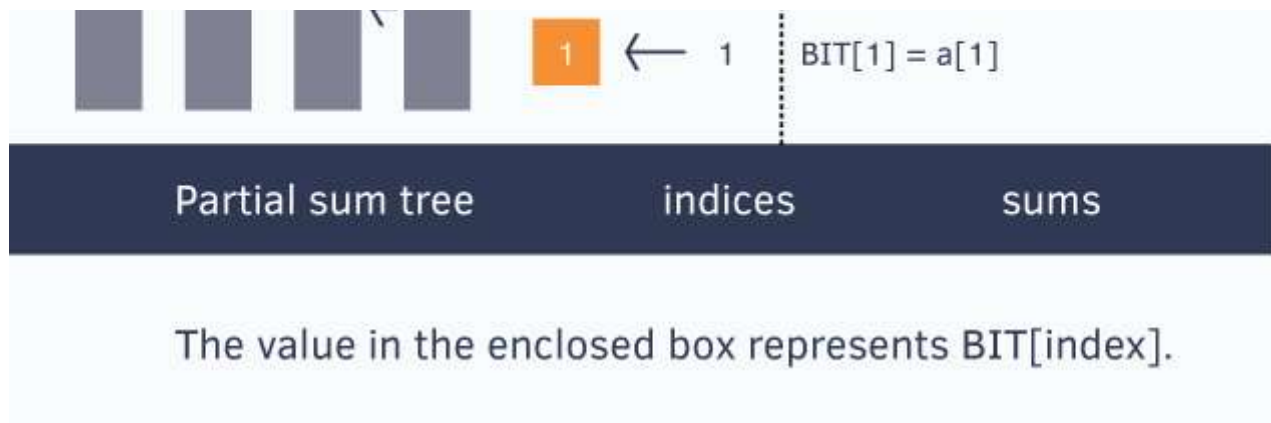 1 ← 1 BIT[1] = a[1]
Partial sum tree indices sums
The value in the enclosed box represents BIT[index].